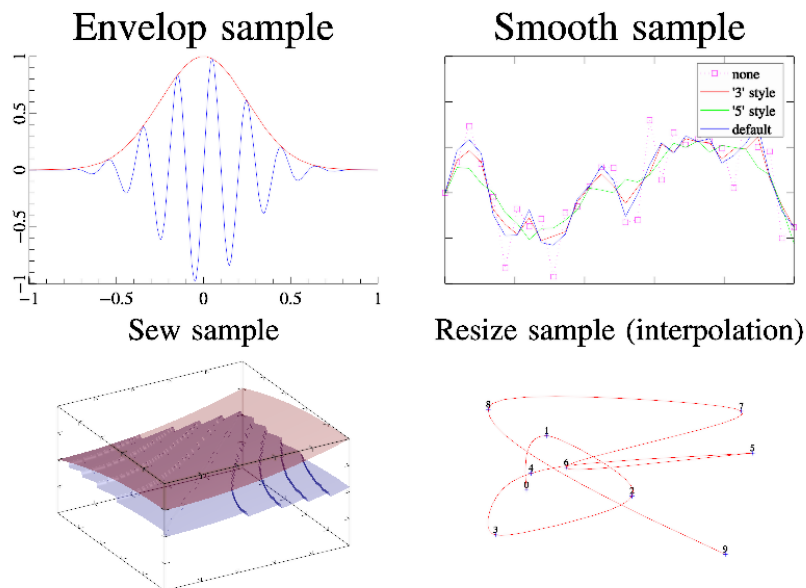 Envelop sample
Smooth sample
1
0.5
0
−0.5
−1
−1
−0.5
0
0.5
1
none
'3' style
'5' style
default
Sew sample
Resize sample (interpolation)
8
7
1
5
6
4
0
2
3
9